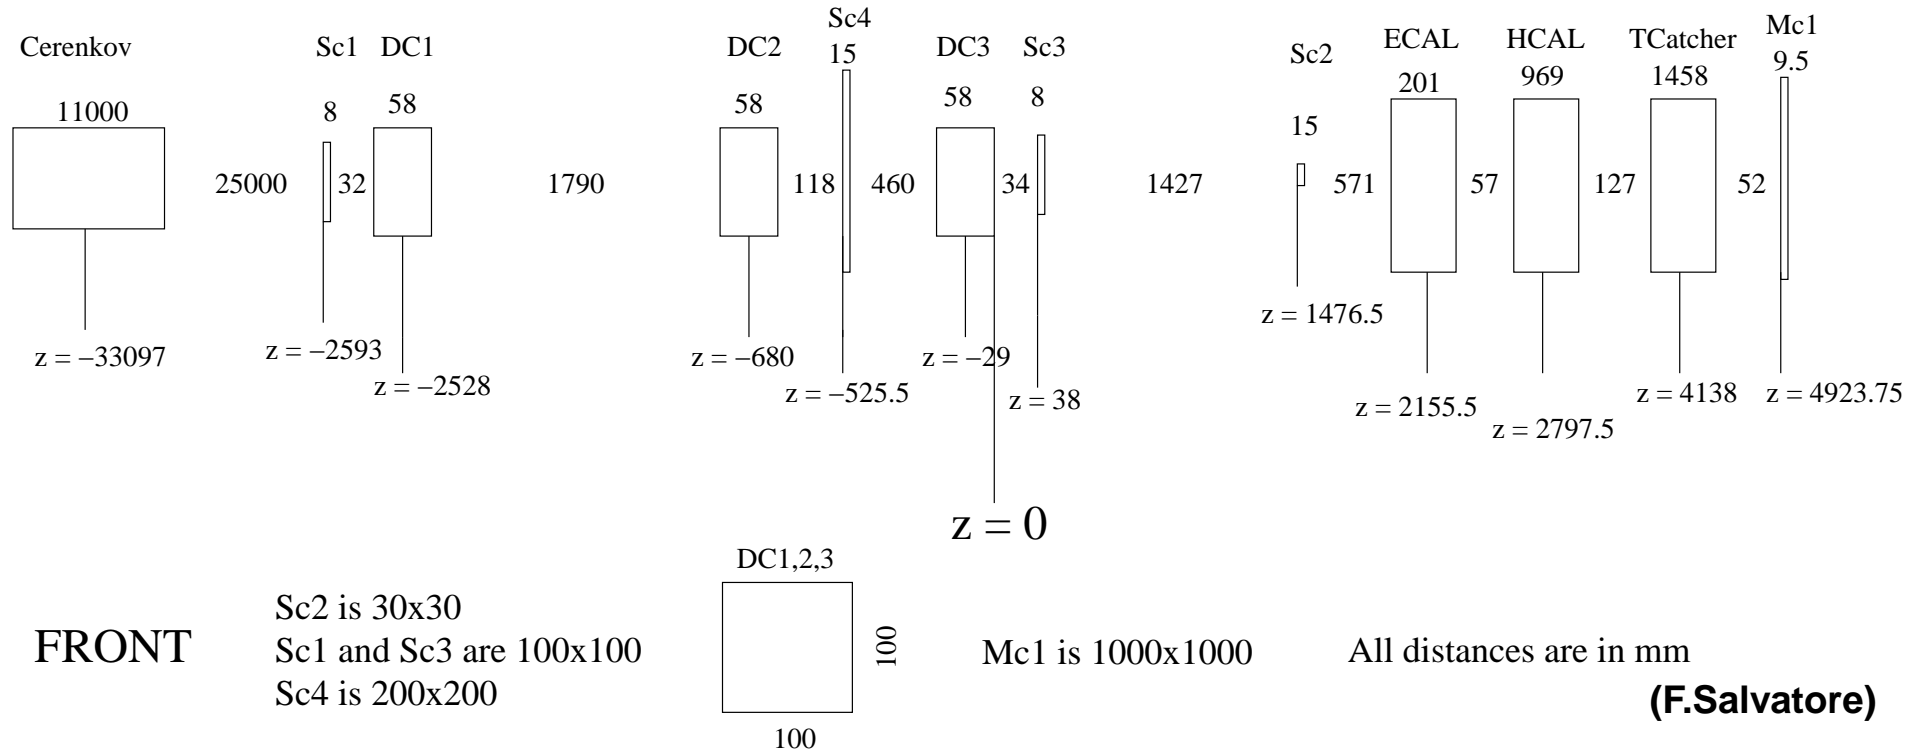 Cerenkov
Sc1
DC1
DC2
Sc4
DC3
Sc3
Sc2
ECAL
HCAL
TCatcher
Mc1
11000
8
58
58
15
58
8
15
201
969
1458
9.5
25000
32
1790
118
460
34
1427
571
57
127
52
z = −33097
z = −2593
z = −2528
z = −680
z = −525.5
z = −29
z = 38
z = 1476.5
z = 2155.5
z = 2797.5
z = 4138
z = 4923.75
z = 0
FRONT
Sc2 is 30x30
Sc1 and Sc3 are 100x100
Sc4 is 200x200
DC1,2,3
100
100
Mc1 is 1000x1000
All distances are in mm
(F.Salvatore)